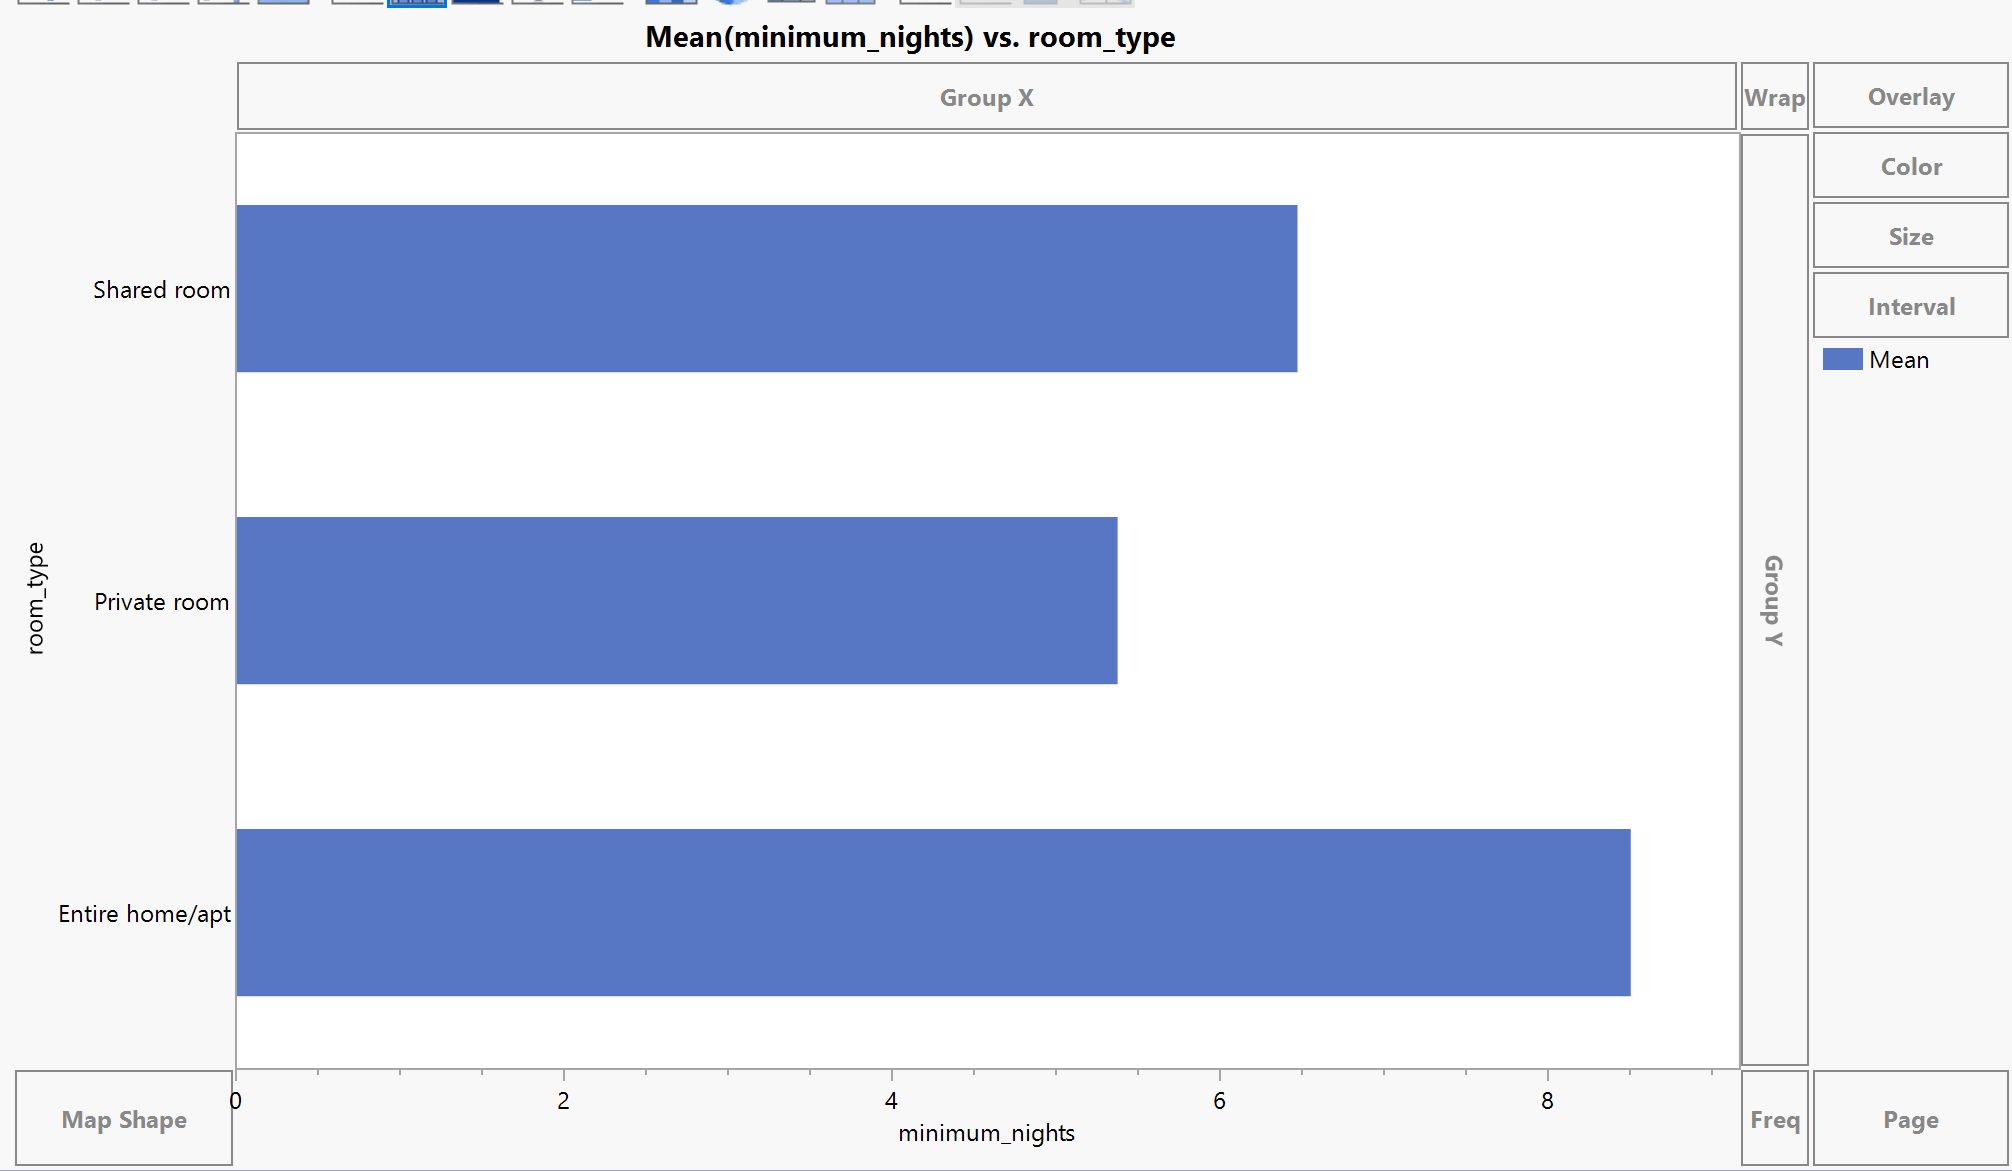 Mean(minimum_nights) vs. room_type
Group X
Wrap
Overlay
Color
Size
Interval
Mean
Group Y
room_type
Shared room
Private room
Entire home/apt
0 2 4 6 8
minimum_nights
Map Shape
Freq
Page